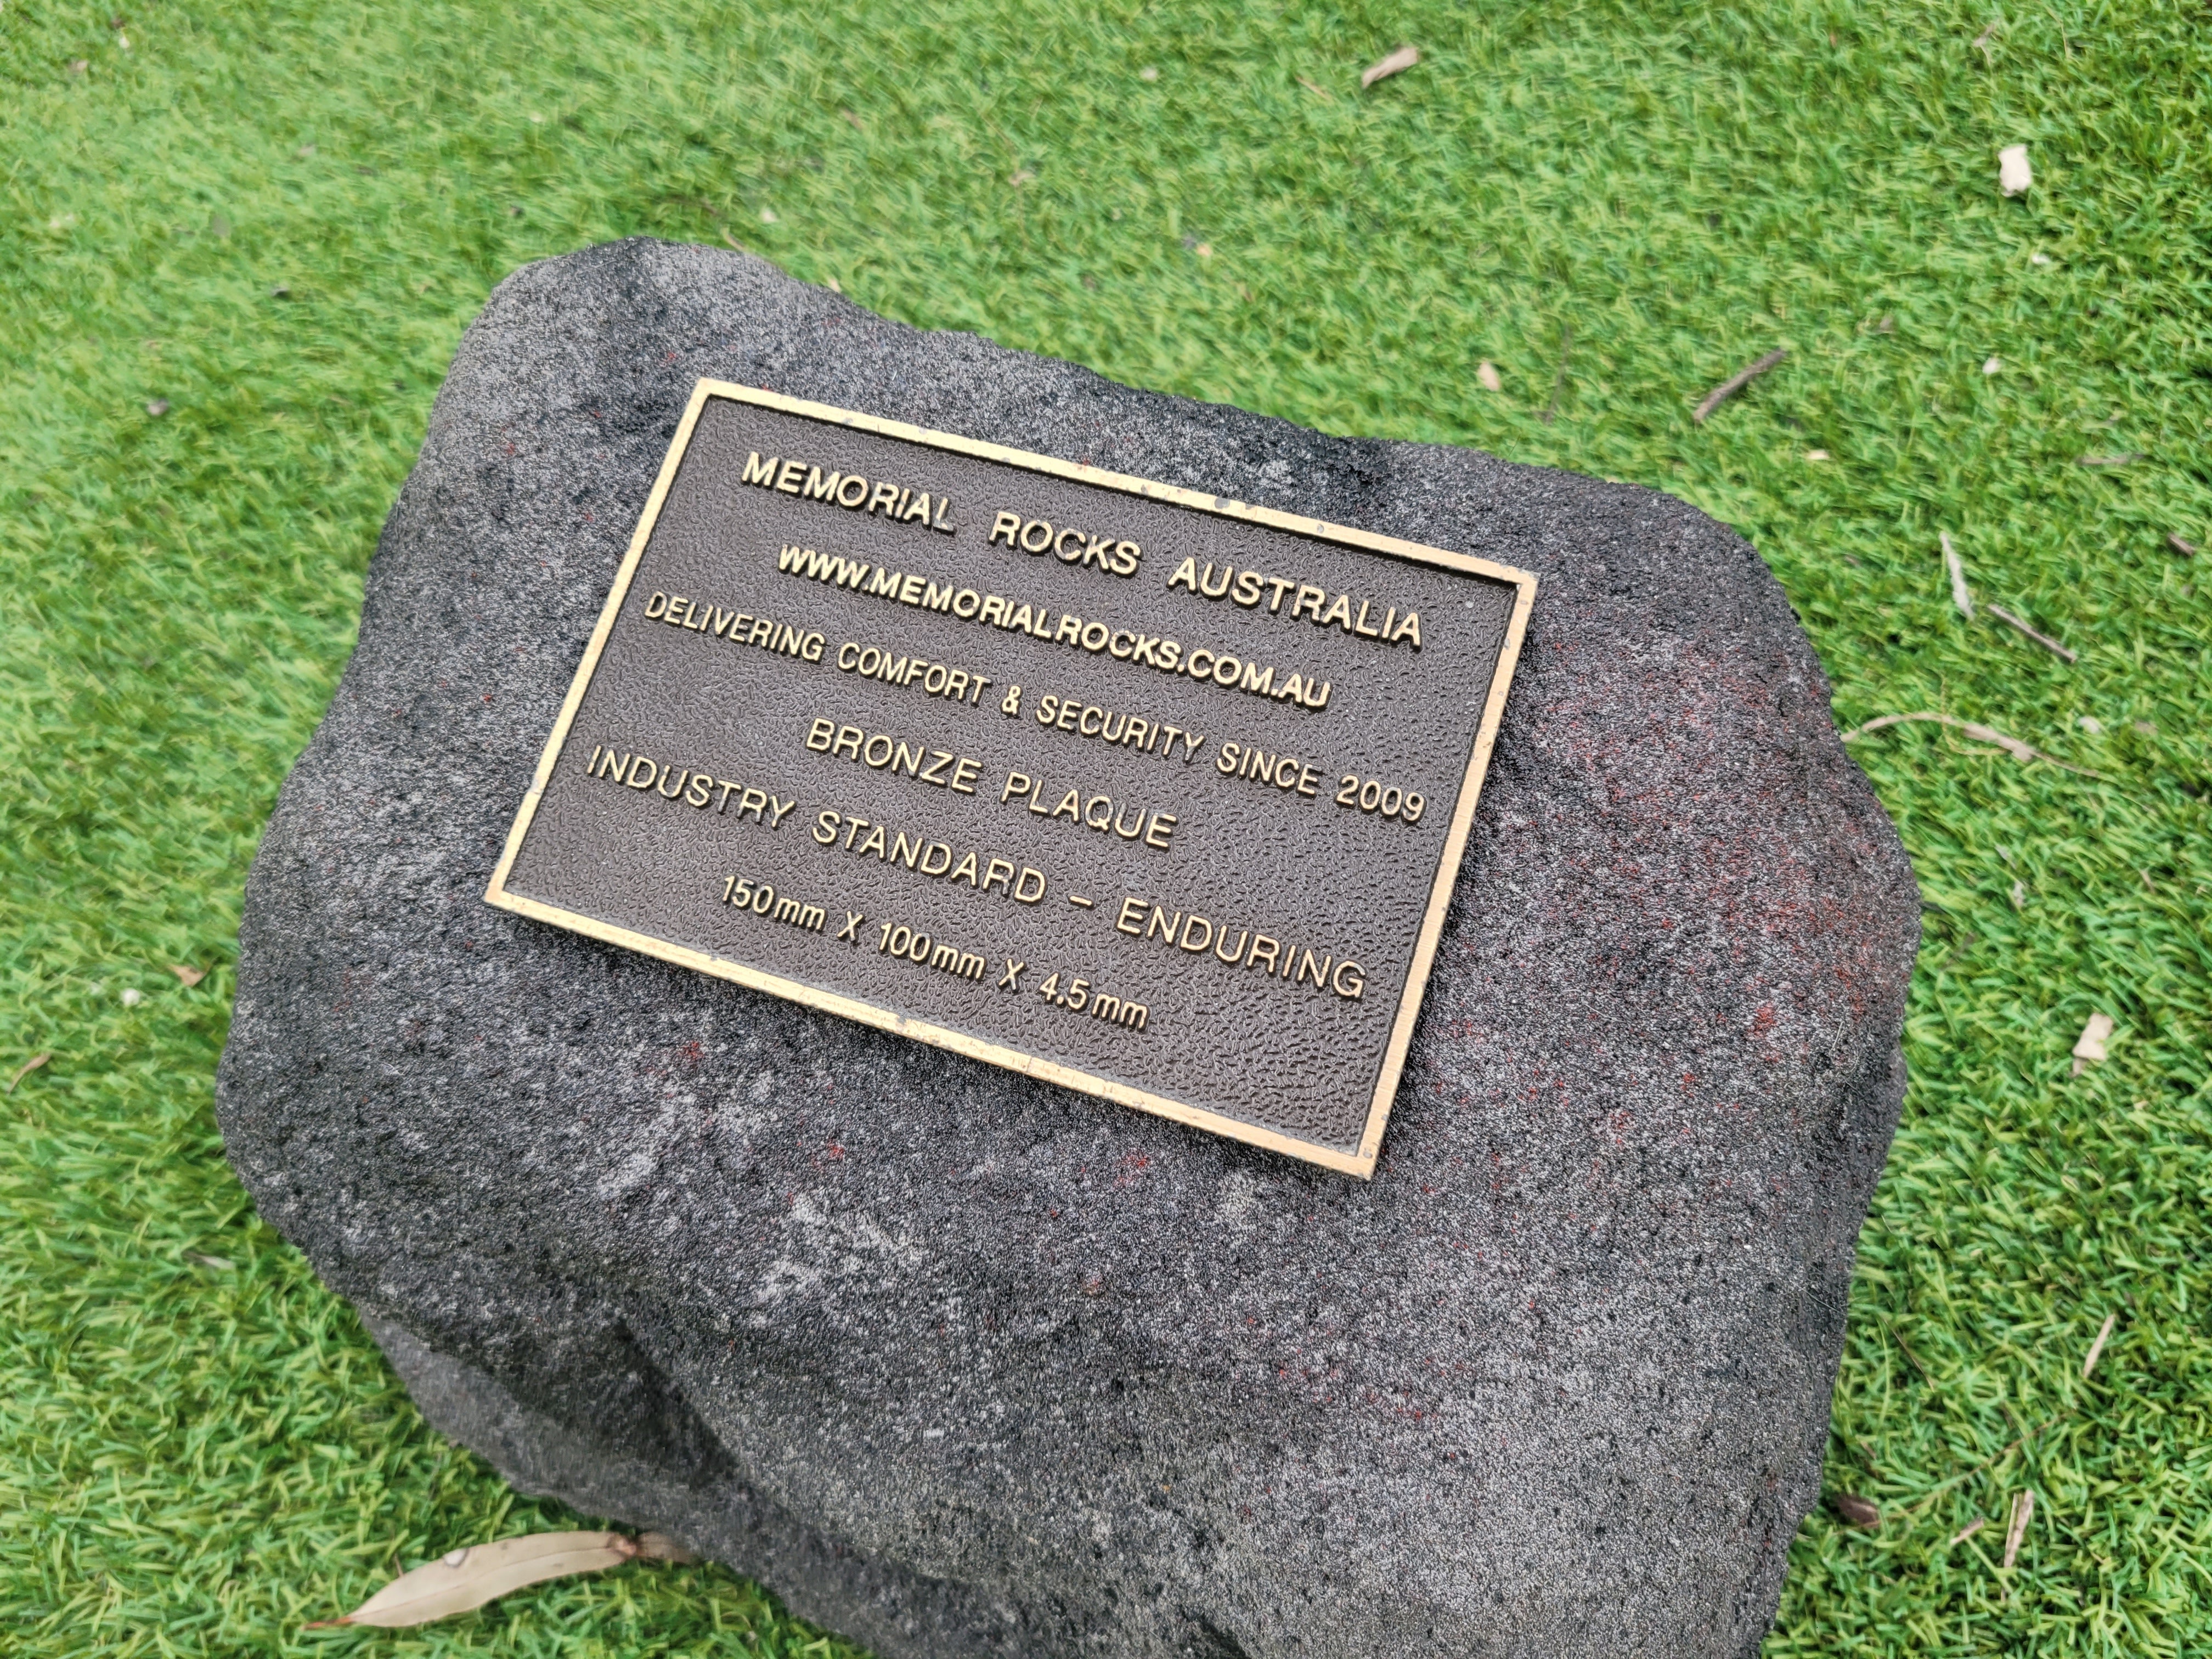 MEMORIAL ROCKS AUSTRALIA
WWW.MEMORIALROCKS.COM.AU
DELIVERING COMFORT & SECURITY SINCE 2009
BRONZE PLAQUE
INDUSTRY STANDARD – ENDURING
150mm X 100mm X 4.5mm